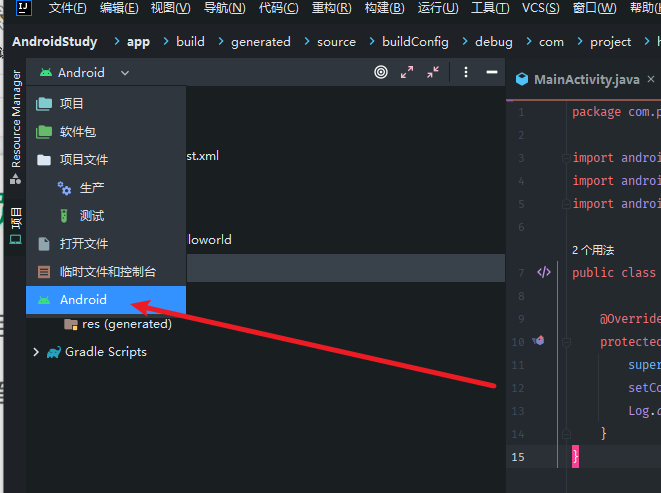 文件(F) 编辑(E) 视图(V) 导航(N) 代码(C) 重构(R) 构建(B) 运行(U) 工具(T) VCS(S) 窗口(W) 帮助(
AndroidStudy > app > build > generated > source > buildConfig > debug > com > project >
Resource Manager
项目
Android
项目
软件包
项目文件
生产
测试
打开文件
临时文件和控制台
Android
st.xml
loworld
res (generated)
Gradle Scripts
MainActivity.java
1 package com.p
2
3 import androi
4 import androi
5 import androi
6
2 个用法
7 public class
8
9 @Override
10 protected
11 super
12 setCo
13 Log.
14 }
15 }